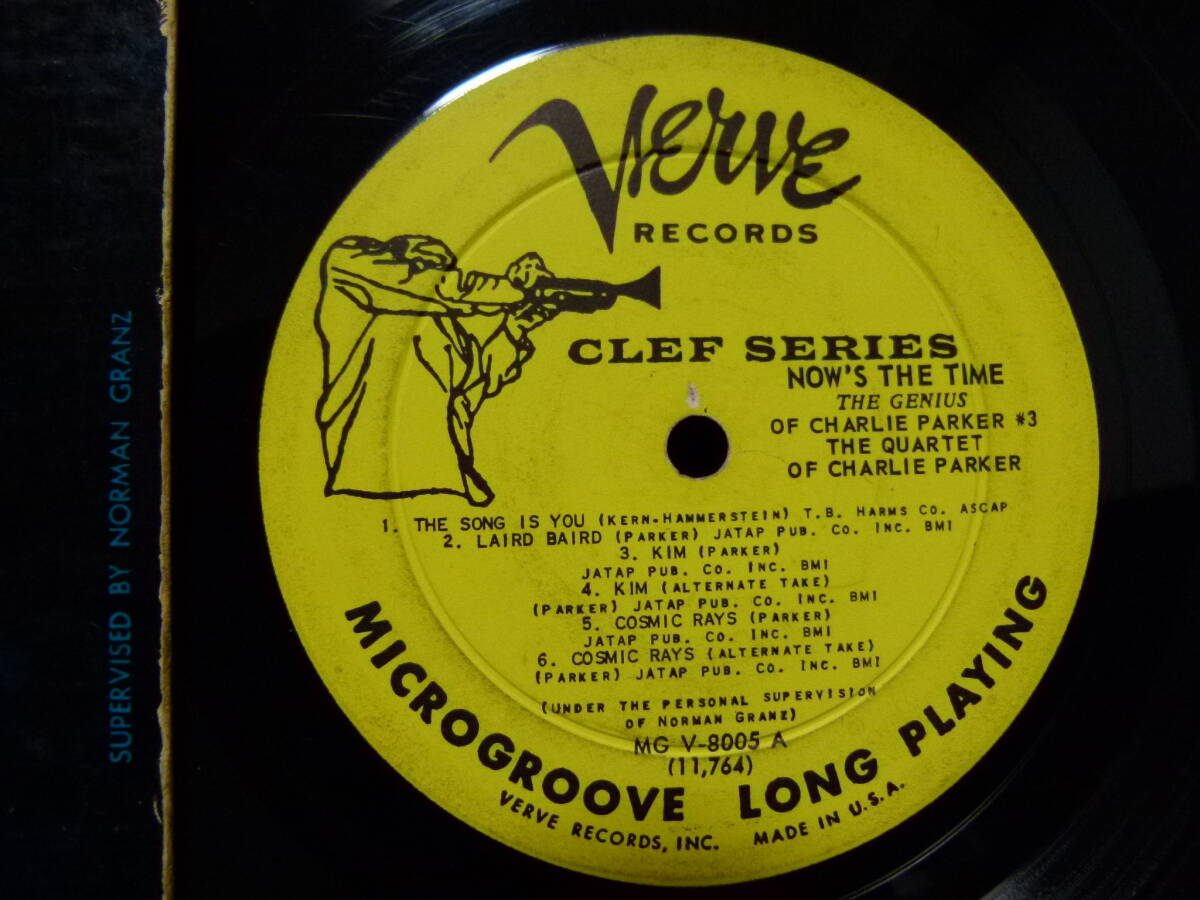 SUPERVISED BY NORMAN GRANZ
Verve
RECORDS
CLEF SERIES
NOW'S THE TIME
THE GENIUS
OF CHARLIE PARKER #3
THE QUARTET
OF CHARLIE PARKER
1. THE SONG IS YOU (KERN-HAMMERSTEIN) T.B. HARMS CO. ASCAP
2. LAIRD BAIRD (PARKER) JATAP PUB. CO. INC. BMI
3. KIM (PARKER)
JATAP PUB. CO. INC. BMI
4. KIM (ALTERNATE TAKE)
(PARKER) JATAP PUB. CO. INC. BMI
5. COSMIC RAYS (PARKER)
JATAP PUB. CO. INC. BMI
6. COSMIC RAYS (ALTERNATE TAKE)
(PARKER) JATAP PUB. CO. INC. BMI
(UNDER THE PERSONAL SUPERVISION
OF NORMAN GRANZ)
MG V-8005 A
(11,764)
MICROGROOVE LONG PLAYING
VERVE RECORDS, INC. MADE IN U.S.A.